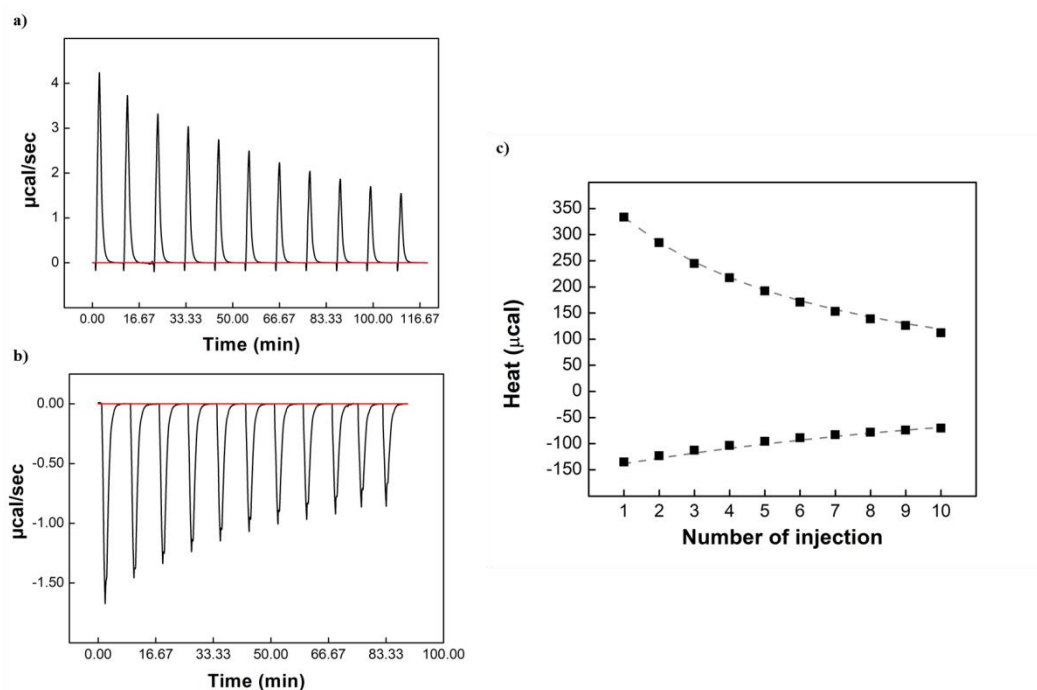 a)
µcal/sec
4
3
2
1
0
0.00 16.67 33.33 50.00 66.67 83.33 100.00 116.67
Time (min)
b)
µcal/sec
0.00
-0.50
-1.00
-1.50
0.00 16.67 33.33 50.00 66.67 83.33 100.00
Time (min)
c)
Heat (µcal)
350
300
250
200
150
100
50
0
-50
-100
-150
1 2 3 4 5 6 7 8 9 10
Number of injection